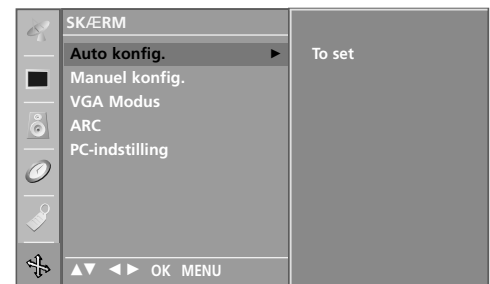 SKÆRM
Auto konfig. ► To set
Manuel konfig.
VGA Modus
ARC
PC-indstilling
▲▼ ◄► OK MENU